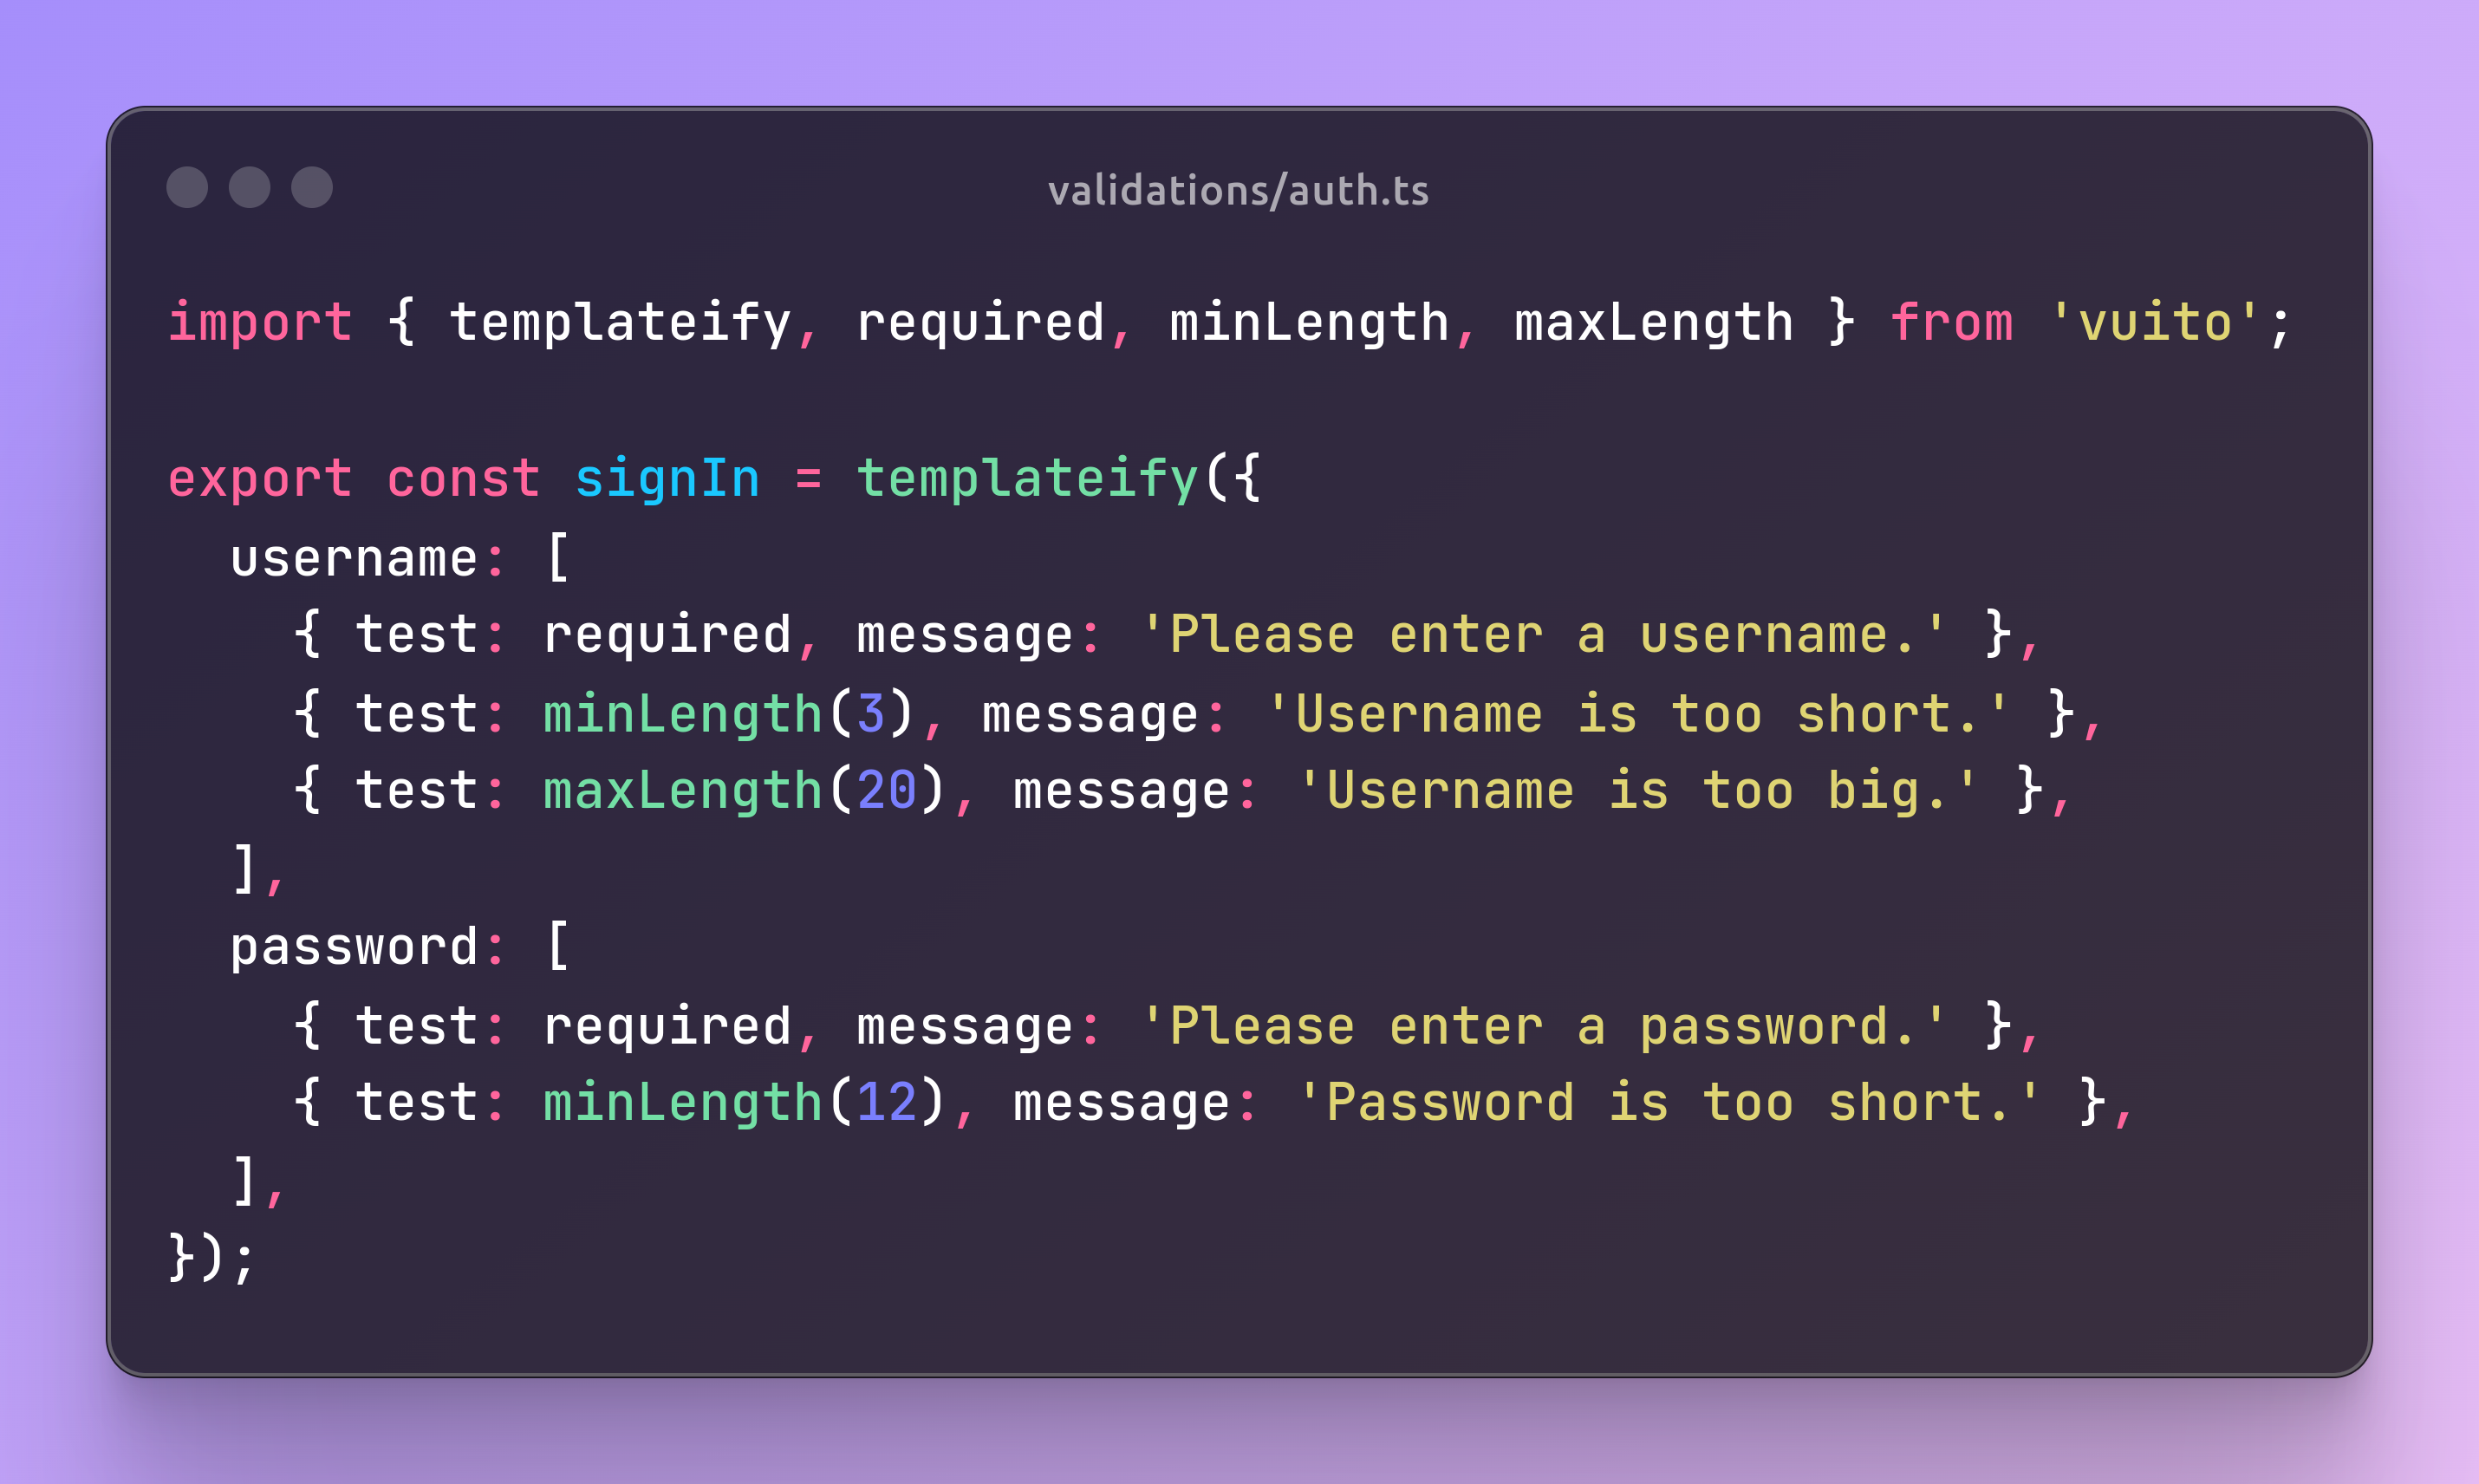 validations/auth.ts
import { templateify, required, minLength, maxLength } from 'vuito';
export const signIn = templateify({
  username: [
    { test: required, message: 'Please enter a username.' },
    { test: minLength(3), message: 'Username is too short.' },
    { test: maxLength(20), message: 'Username is too big.' },
  ],
  password: [
    { test: required, message: 'Please enter a password.' },
    { test: minLength(12), message: 'Password is too short.' },
  ],
});